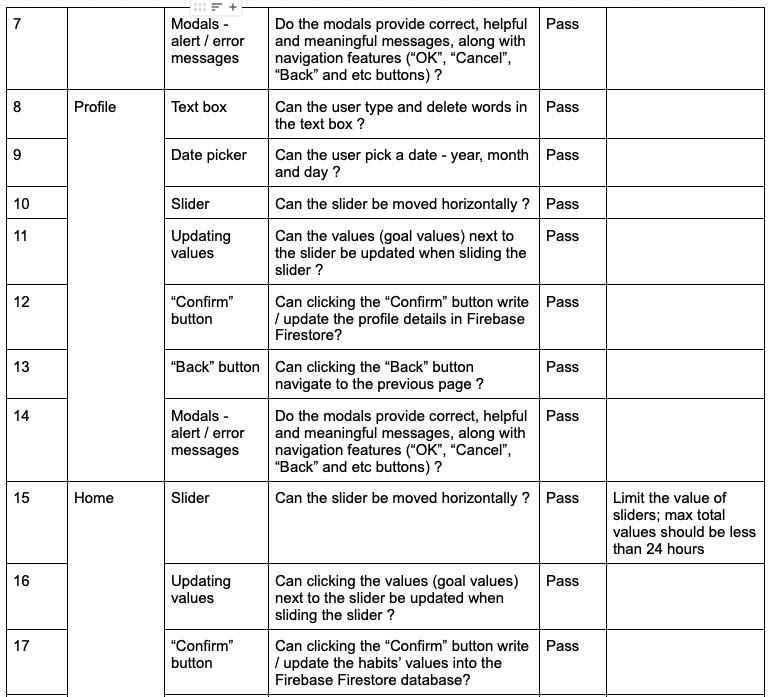 7
Modals -
alert / error
messages
Do the modals provide correct, helpful
and meaningful messages, along with
navigation features (“OK”, “Cancel”,
“Back” and etc buttons) ?
Pass
8
Profile
Text box
Can the user type and delete words in
the text box ?
Pass
9
Date picker
Can the user pick a date - year, month
and day ?
Pass
10
Slider
Can the slider be moved horizontally ?
Pass
11
Updating
values
Can the values (goal values) next to
the slider be updated when sliding the
slider ?
Pass
12
“Confirm”
button
Can clicking the “Confirm” button write
/ update the profile details in Firebase
Firestore?
Pass
13
“Back” button
Can clicking the “Back” button
navigate to the previous page ?
Pass
14
Modals -
alert / error
messages
Do the modals provide correct, helpful
and meaningful messages, along with
navigation features (“OK”, “Cancel”,
“Back” and etc buttons) ?
Pass
15
Home
Slider
Can the slider be moved horizontally ?
Pass
Limit the value of
sliders; max total
values should be less
than 24 hours
16
Updating
values
Can clicking the values (goal values)
next to the slider be updated when
sliding the slider ?
Pass
17
“Confirm”
button
Can clicking the “Confirm” button write
/ update the habits’ values into the
Firebase Firestore database?
Pass